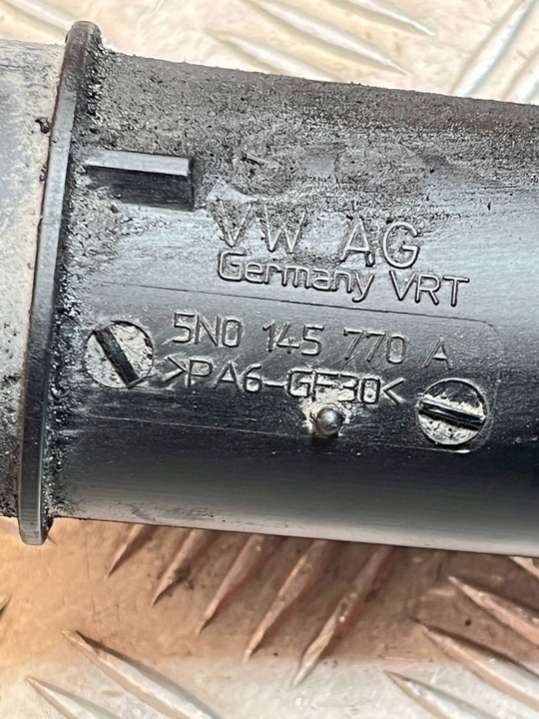 VW AG
Germany VRT
5N0 145 770 A
>PA6-GF30<